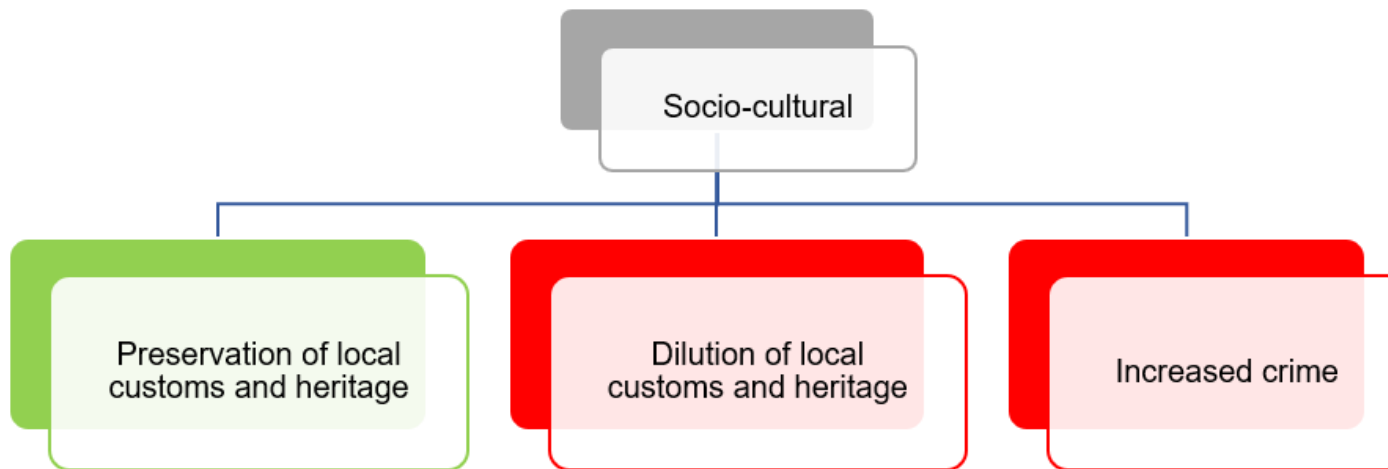 Socio-cultural
Preservation of local
customs and heritage
Dilution of local
customs and heritage
Increased crime